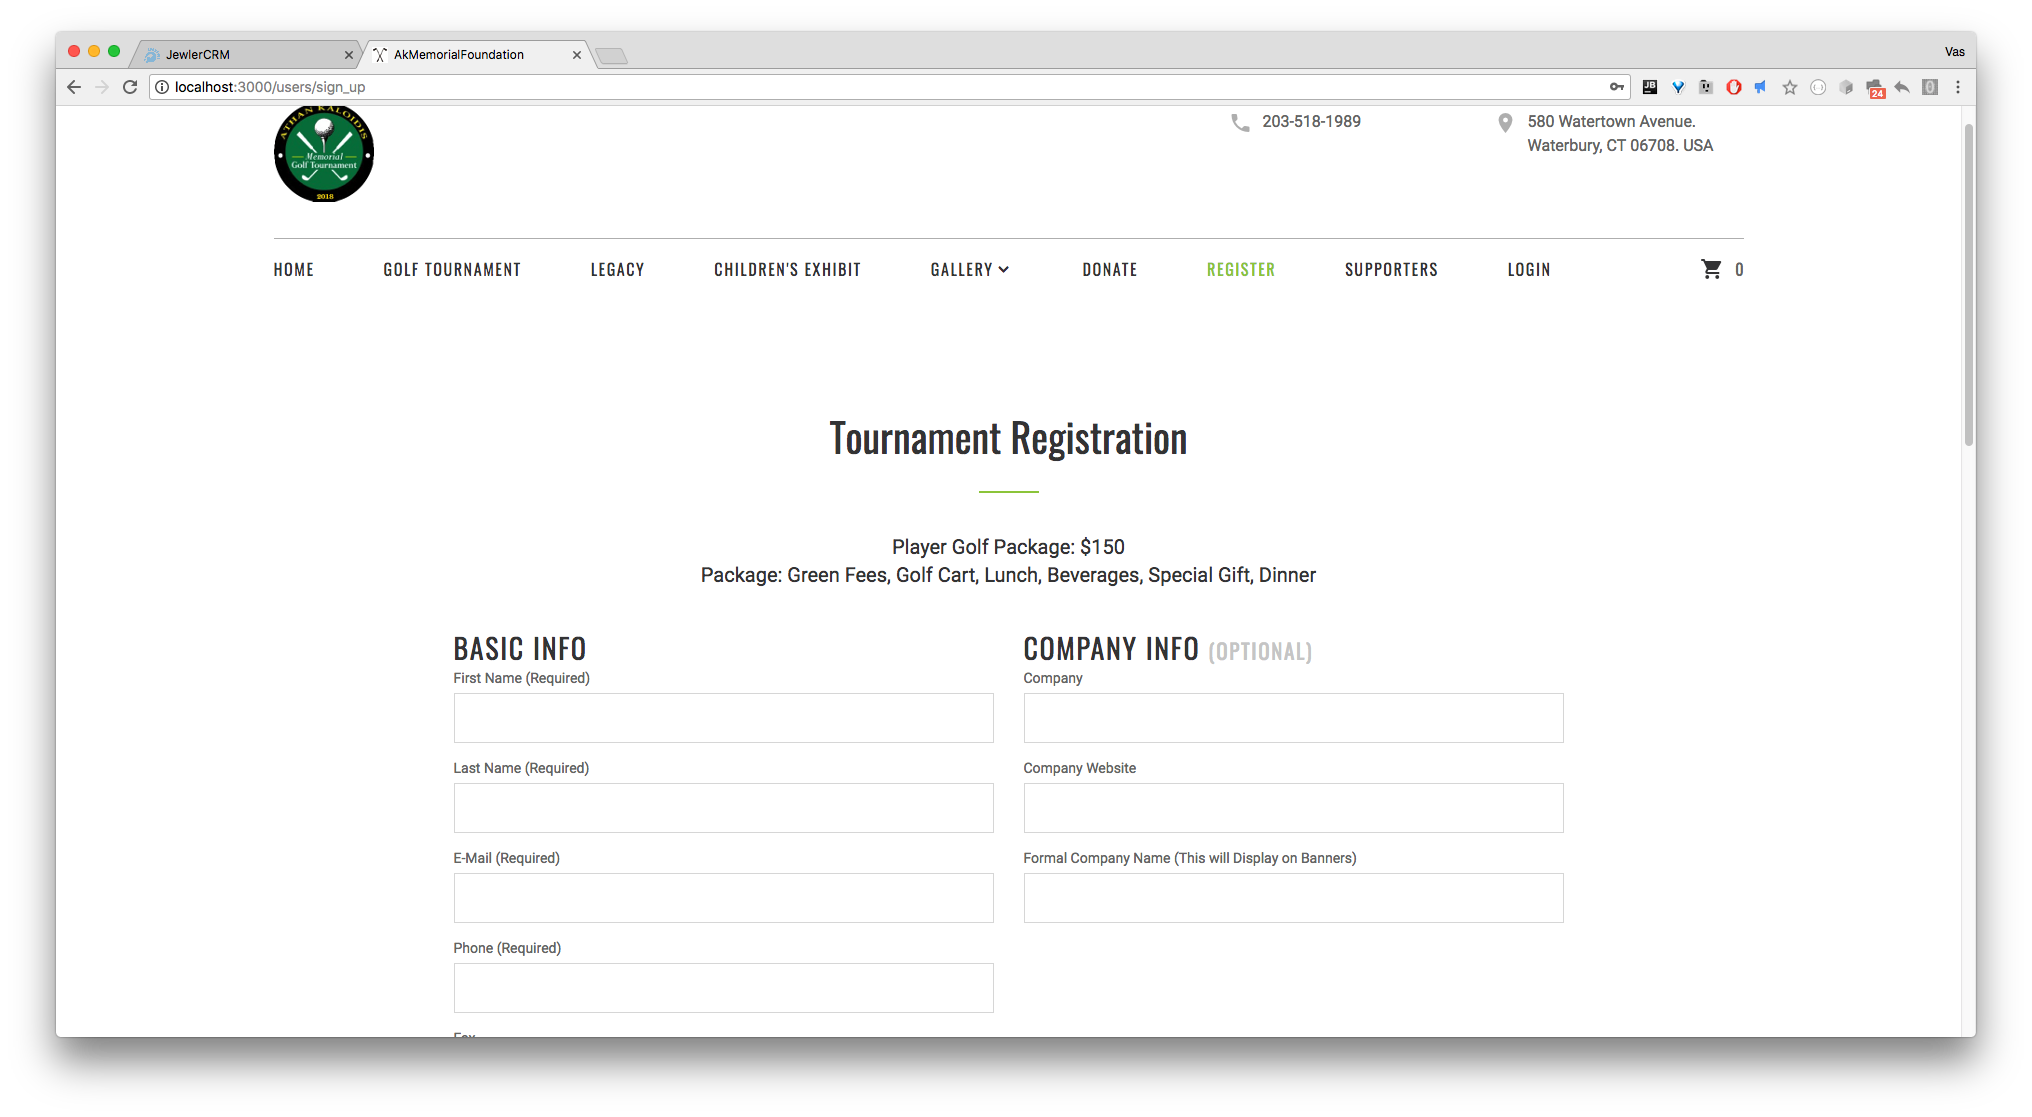 JewlerCRM
AkMemorialFoundation
Vas
localhost:3000/users/sign_up
JB
24
ATHAN KALOIDIS
Memorial
Golf Tournament
2018
203-518-1989
580 Watertown Avenue.
Waterbury, CT 06708. USA
HOME GOLF TOURNAMENT LEGACY CHILDREN'S EXHIBIT GALLERY DONATE REGISTER SUPPORTERS LOGIN 0
Tournament Registration
Player Golf Package: $150
Package: Green Fees, Golf Cart, Lunch, Beverages, Special Gift, Dinner
BASIC INFO
First Name (Required)
Last Name (Required)
E-Mail (Required)
Phone (Required)
Fax
COMPANY INFO (OPTIONAL)
Company
Company Website
Formal Company Name (This will Display on Banners)